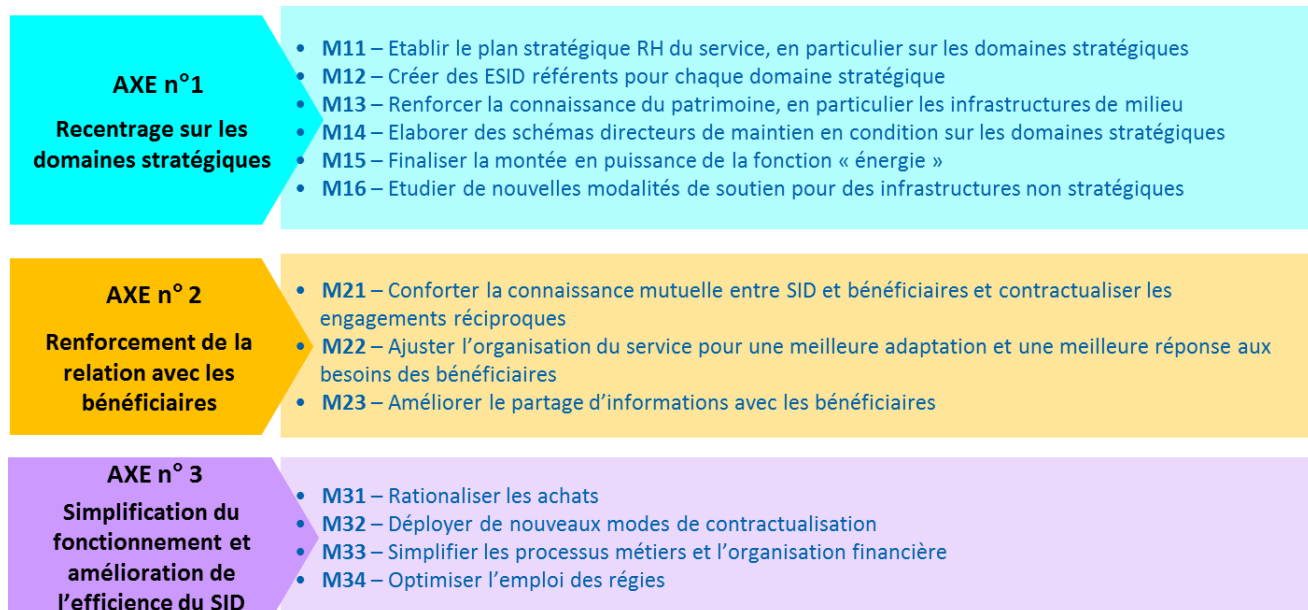 AXE n°1
Recentrage sur les
domaines stratégiques
• M11 – Etablir le plan stratégique RH du service, en particulier sur les domaines stratégiques
• M12 – Créer des ESID référents pour chaque domaine stratégique
• M13 – Renforcer la connaissance du patrimoine, en particulier les infrastructures de milieu
• M14 – Elaborer des schémas directeurs de maintien en condition sur les domaines stratégiques
• M15 – Finaliser la montée en puissance de la fonction « énergie »
• M16 – Etudier de nouvelles modalités de soutien pour des infrastructures non stratégiques
AXE n° 2
Renforcement de la
relation avec les
bénéficiaires
• M21 – Conforter la connaissance mutuelle entre SID et bénéficiaires et contractualiser les
engagements réciproques
• M22 – Ajuster l’organisation du service pour une meilleure adaptation et une meilleure réponse aux
besoins des bénéficiaires
• M23 – Améliorer le partage d’informations avec les bénéficiaires
AXE n° 3
Simplification du
fonctionnement et
amélioration de
l’efficience du SID
• M31 – Rationaliser les achats
• M32 – Déployer de nouveaux modes de contractualisation
• M33 – Simplifier les processus métiers et l’organisation financière
• M34 – Optimiser l’emploi des régies